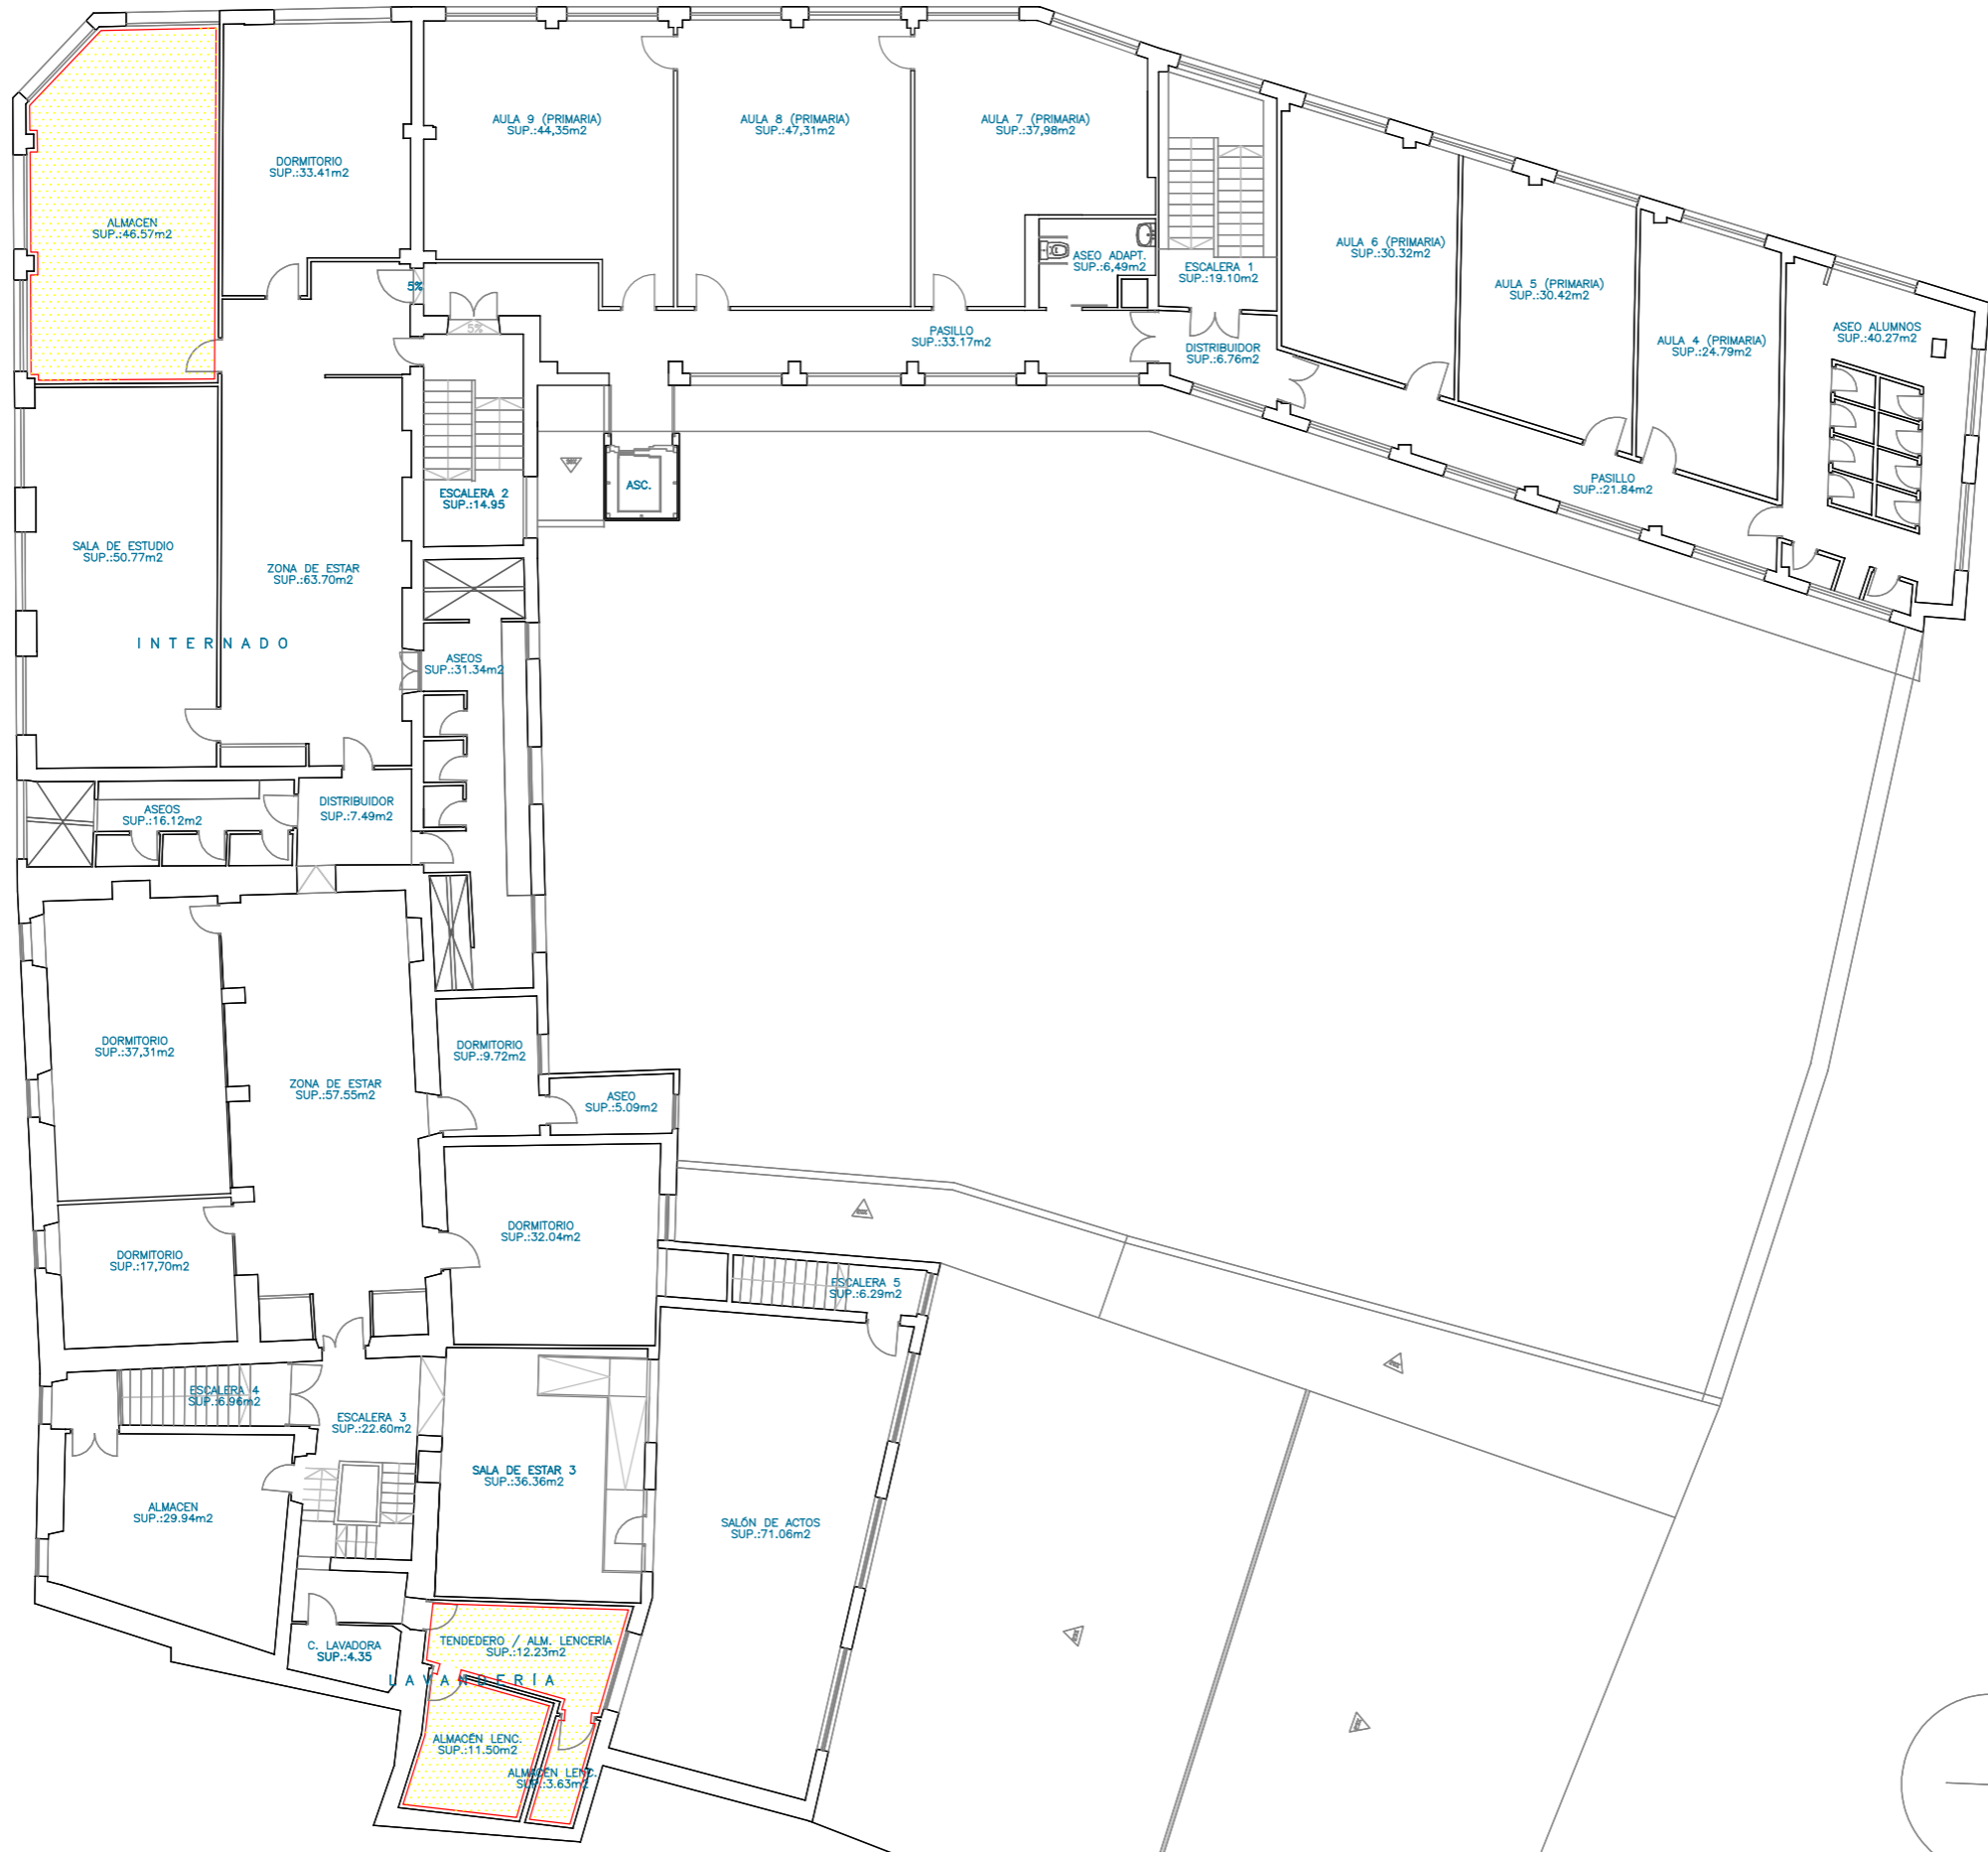 AULA 9 (PRIMARIA)
SUP.:44,35m2
AULA 8 (PRIMARIA)
SUP.:47,31m2
AULA 7 (PRIMARIA)
SUP.:37,98m2
DORMITORIO
SUP.:33.41m2
ALMACEN
SUP.:46.57m2
ASEO ADAPT.
SUP.:6,49m2
ESCALERA 1
SUP.:19.10m2
AULA 6 (PRIMARIA)
SUP.:30.32m2
AULA 5 (PRIMARIA)
SUP.:30.42m2
5%
5%
PASILLO
SUP.:33.17m2
DISTRIBUIDOR
SUP.:6.76m2
AULA 4 (PRIMARIA)
SUP.:24.79m2
ASEO ALUMNOS
SUP.:40.27m2
ESCALERA 2
SUP.:14.95
ASC.
PASILLO
SUP.:21.84m2
SALA DE ESTUDIO
SUP.:50.77m2
ZONA DE ESTAR
SUP.:63.70m2
INTERNADO
ASEOS
SUP.:31.34m2
ASEOS
SUP.:16.12m2
DISTRIBUIDOR
SUP.:7.49m2
DORMITORIO
SUP.:37,31m2
DORMITORIO
SUP.:9.72m2
ZONA DE ESTAR
SUP.:57.55m2
ASEO
SUP.:5.09m2
DORMITORIO
SUP.:32.04m2
DORMITORIO
SUP.:17,70m2
ESCALERA 5
SUP.:6.29m2
ESCALERA 4
SUP.:6.96m2
ESCALERA 3
SUP.:22.60m2
SALA DE ESTAR 3
SUP.:36.36m2
ALMACEN
SUP.:29.94m2
SALÓN DE ACTOS
SUP.:71.06m2
C. LAVADORA
SUP.:4.35
TENDEDERO / ALM. LENCERÍA
SUP.:12.23m2
LAVANDERÍA
ALMACÉN LENC.
SUP.:11.50m2
ALMACÉN LENC.
SUP.:3.63m2